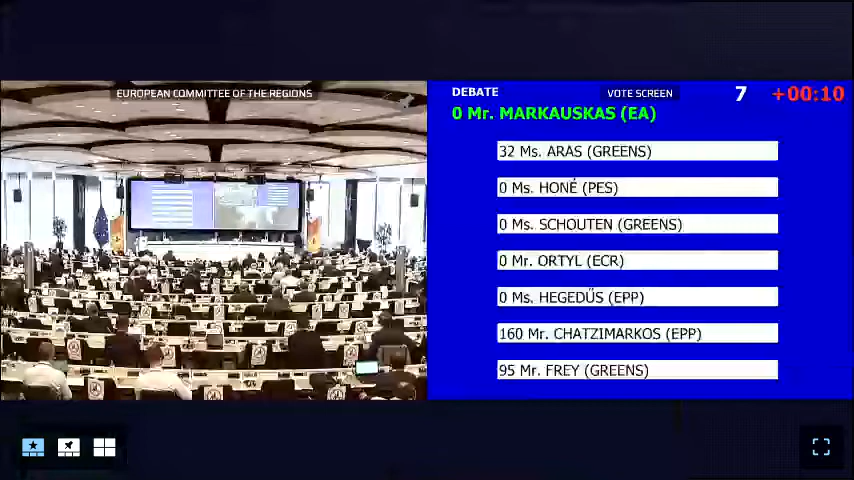 EUROPEAN COMMITTEE OF THE REGIONS
DEBATE
VOTE SCREEN
7
+00:10
0 Mr. MARKAUSKAS (EA)
32 Ms. ARAS (GREENS)
0 Ms. HONÉ (PES)
0 Ms. SCHOUTEN (GREENS)
0 Mr. ORTYL (ECR)
0 Ms. HEGEDŰS (EPP)
160 Mr. CHATZIMARKOS (EPP)
95 Mr. FREY (GREENS)